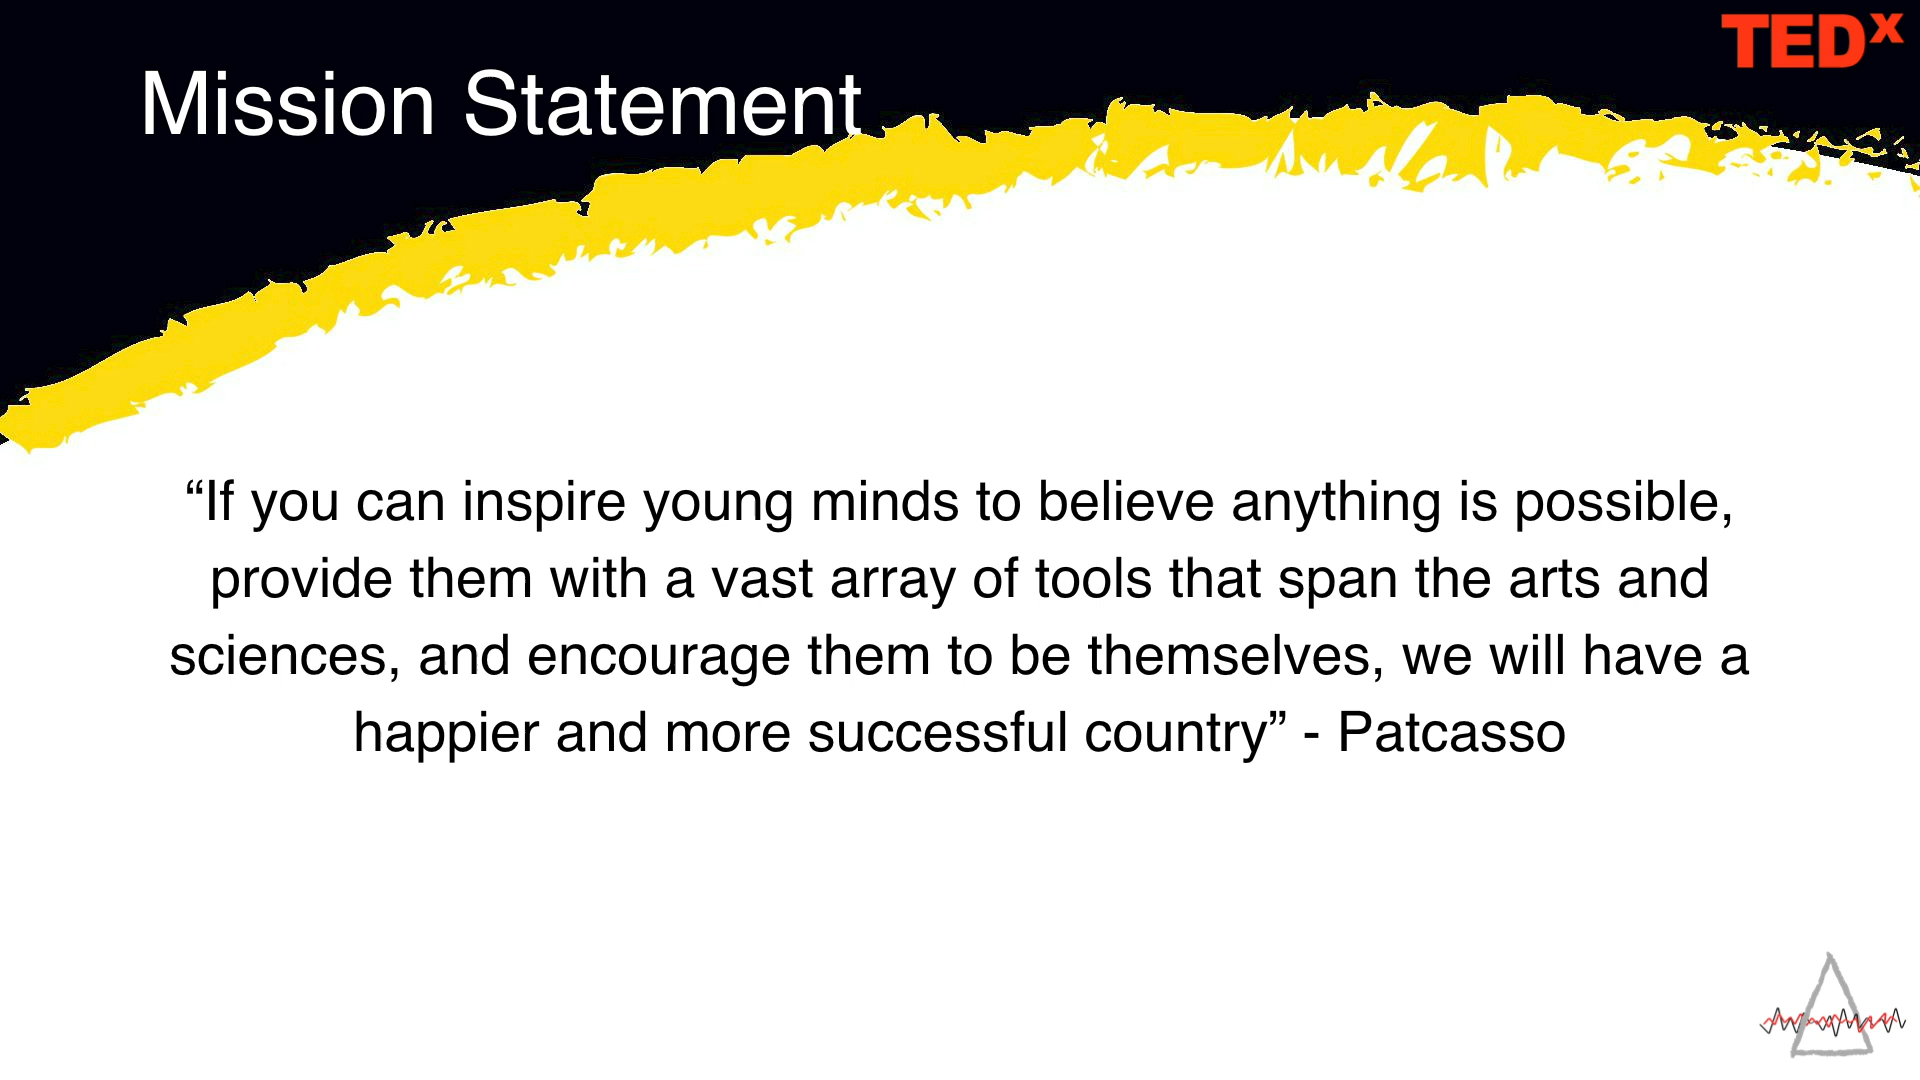 TEDx
Mission Statement
“If you can inspire young minds to believe anything is possible,
provide them with a vast array of tools that span the arts and
sciences, and encourage them to be themselves, we will have a
happier and more successful country” - Patcasso